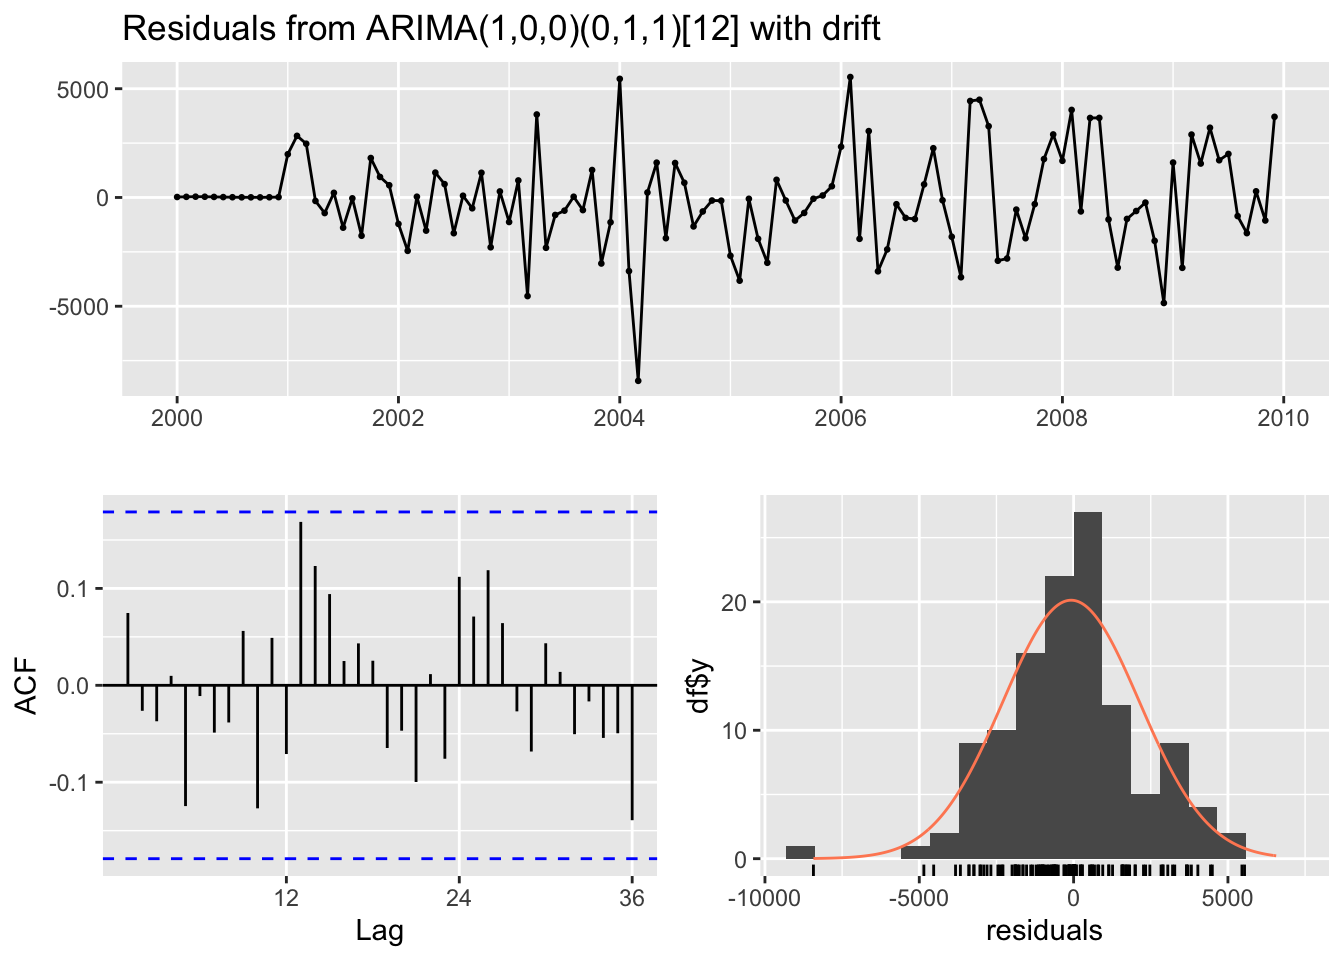 Residuals from ARIMA(1,0,0)(0,1,1)[12] with drift
5000
0
-5000
2000 2002 2004 2006 2008 2010
ACF
0.1
0.0
-0.1
12 24 36
Lag
df$y
20
10
0
-10000 -5000 0 5000
residuals